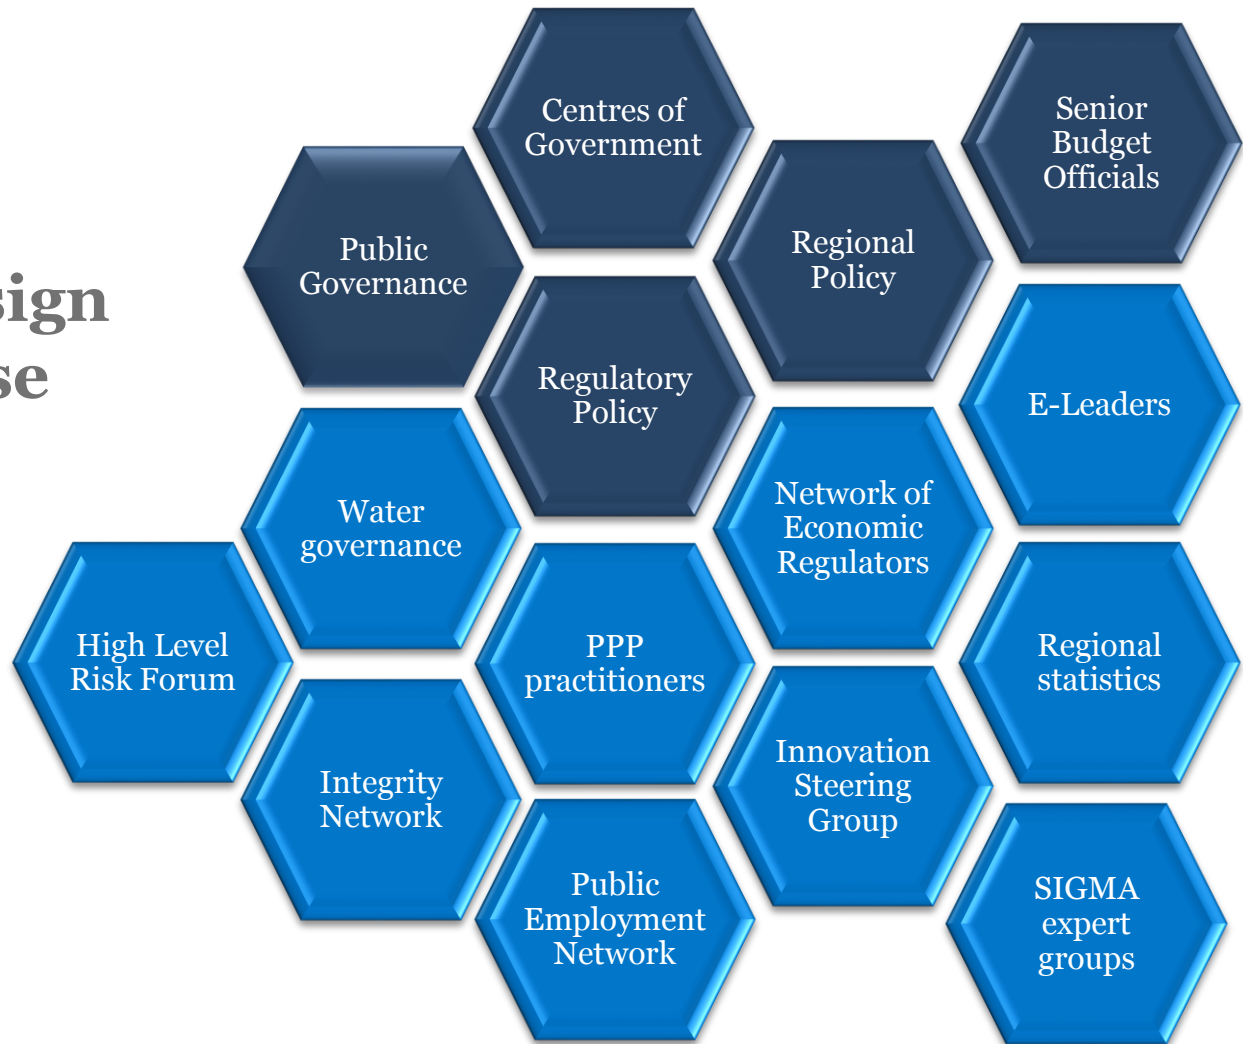 Centres of
Government
Senior
Budget
Officials
Public
Governance
Regional
Policy
sign
se
Regulatory
Policy
E-Leaders
Water
governance
Network of
Economic
Regulators
High Level
Risk Forum
PPP
practitioners
Regional
statistics
Integrity
Network
Innovation
Steering
Group
Public
Employment
Network
SIGMA
expert
groups